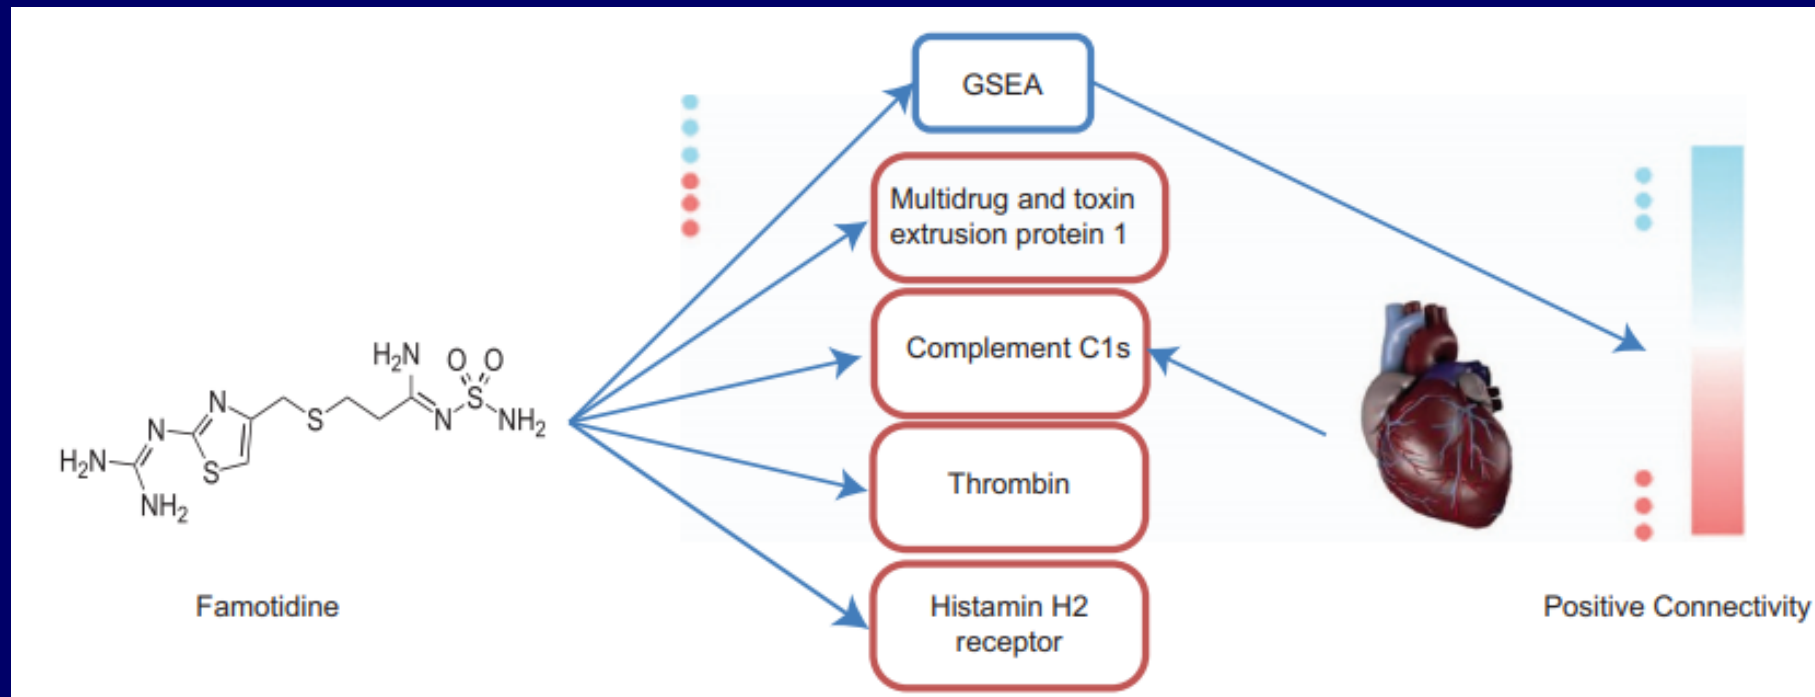 GSEA
Multidrug and toxin
extrusion protein 1
Complement C1s
Thrombin
Histamin H2
receptor
H₂N
O O
S
NH₂
N
S
N
N
S
H₂N
NH₂
Famotidine
Positive Connectivity